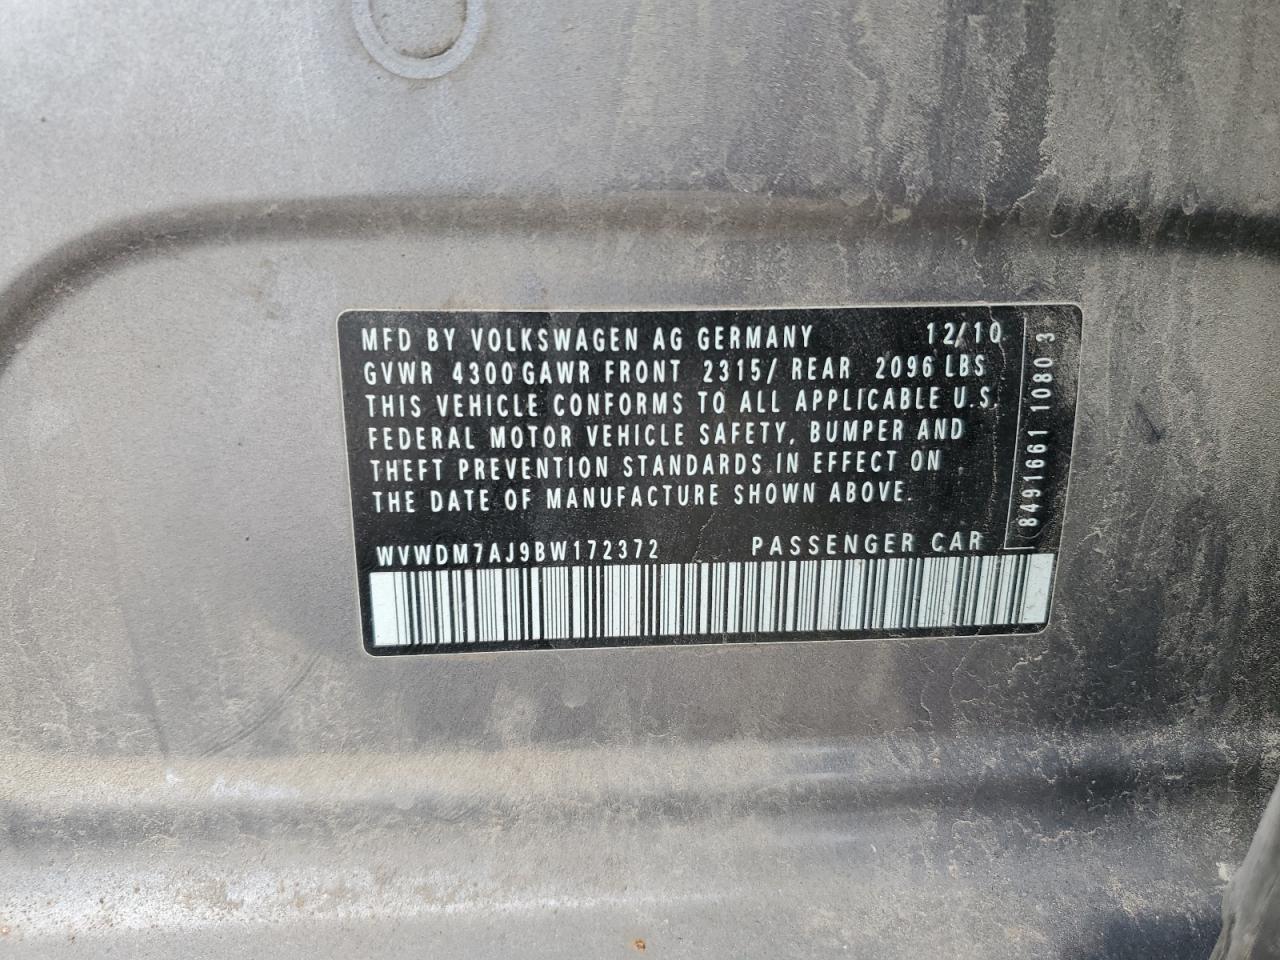 MFD BY VOLKSWAGEN AG GERMANY 12/10
GVWR 4300 GAWR FRONT 2315/ REAR 2096 LBS
THIS VEHICLE CONFORMS TO ALL APPLICABLE U.S.
FEDERAL MOTOR VEHICLE SAFETY, BUMPER AND
THEFT PREVENTION STANDARDS IN EFFECT ON
THE DATE OF MANUFACTURE SHOWN ABOVE.
WVWDM7AJ9BW172372 PASSENGER CAR
8491661 1080 3